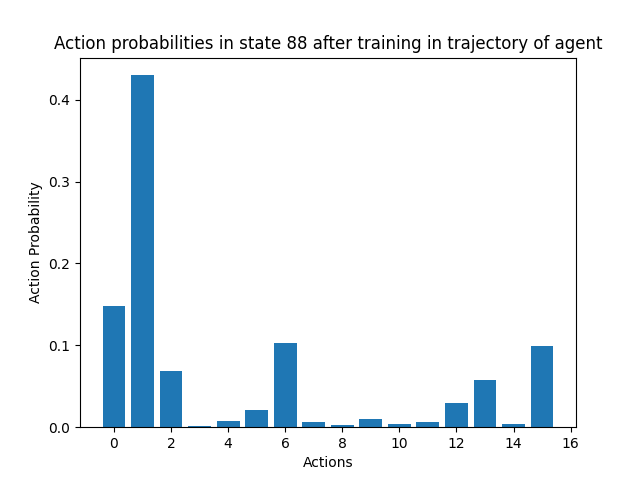 Action probabilities in state 88 after training in trajectory of agent
0.4
0.3
0.2
0.1
0.0
Action Probability
0 2 4 6 8 10 12 14 16
Actions